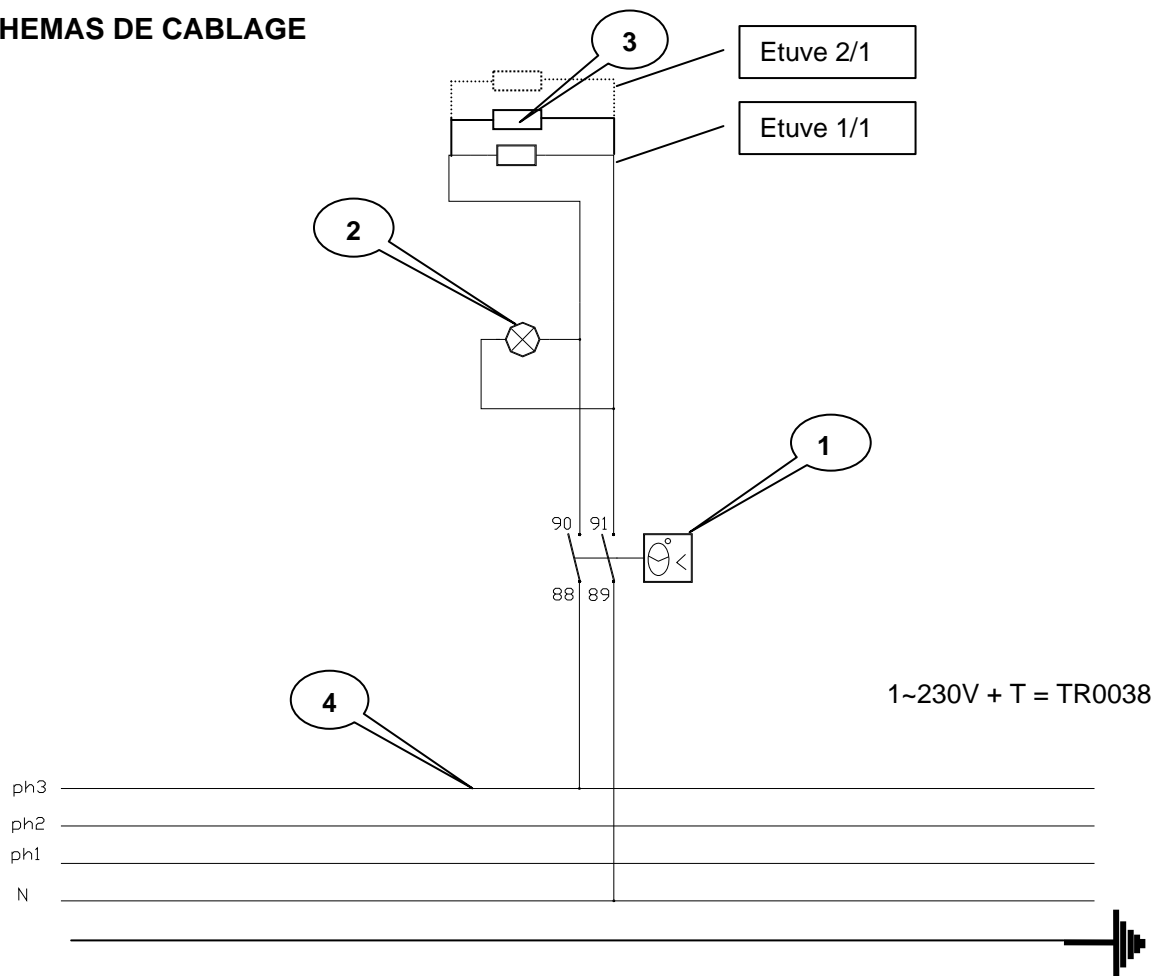 HEMAS DE CABLAGE
3
Etuve 2/1
Etuve 1/1
2
1
90 91
88 89
4
1~230V + T = TR0038
ph3
ph2
ph1
N